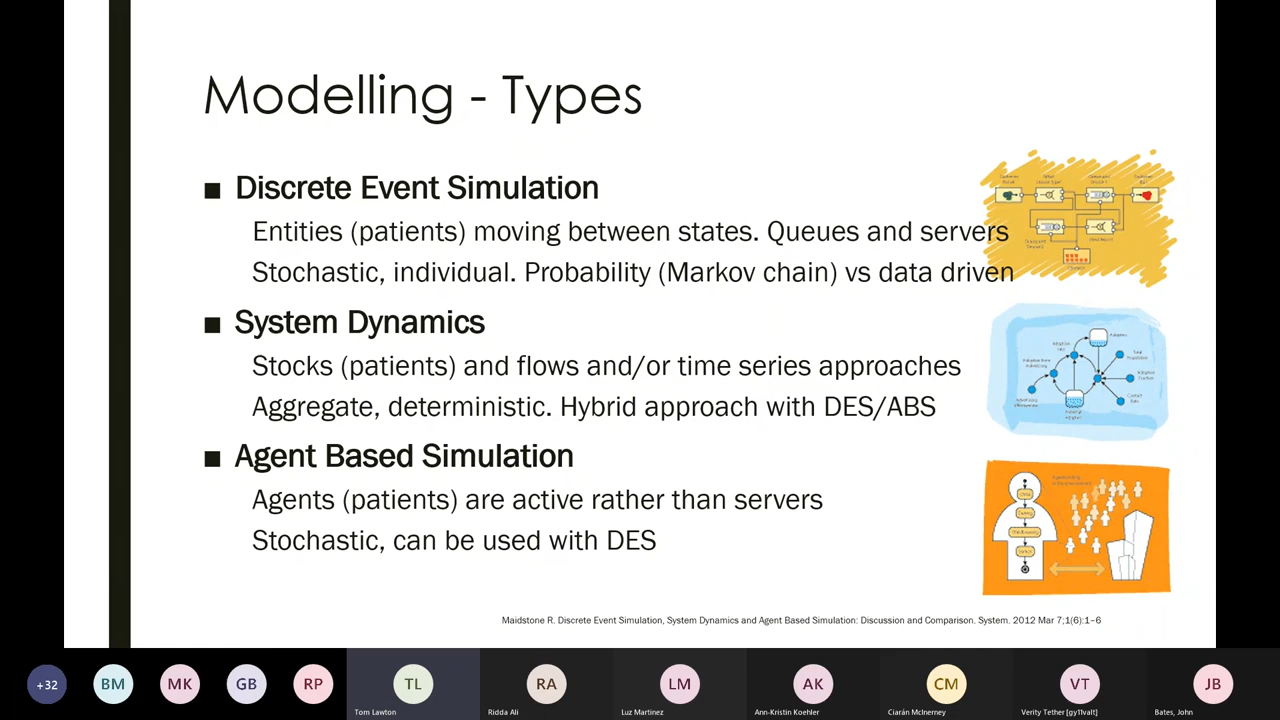 Modelling - Types
■ Discrete Event Simulation
Entities (patients) moving between states. Queues and servers
Stochastic, individual. Probability (Markov chain) vs data driven
■ System Dynamics
Stocks (patients) and flows and/or time series approaches
Aggregate, deterministic. Hybrid approach with DES/ABS
■ Agent Based Simulation
Agents (patients) are active rather than servers
Stochastic, can be used with DES
Maidstone R. Discrete Event Simulation, System Dynamics and Agent Based Simulation: Discussion and Comparison. System. 2012 Mar 7;1(6):1–6
+32
BM
MK
GB
RP
TL
RA
LM
AK
CM
VT
JB
Tom Lawton
Ridda Ali
Luz Martinez
Ann-Kristin Koehler
Ciarán McInerney
Verity Tether [gy11valt]
Bates, John